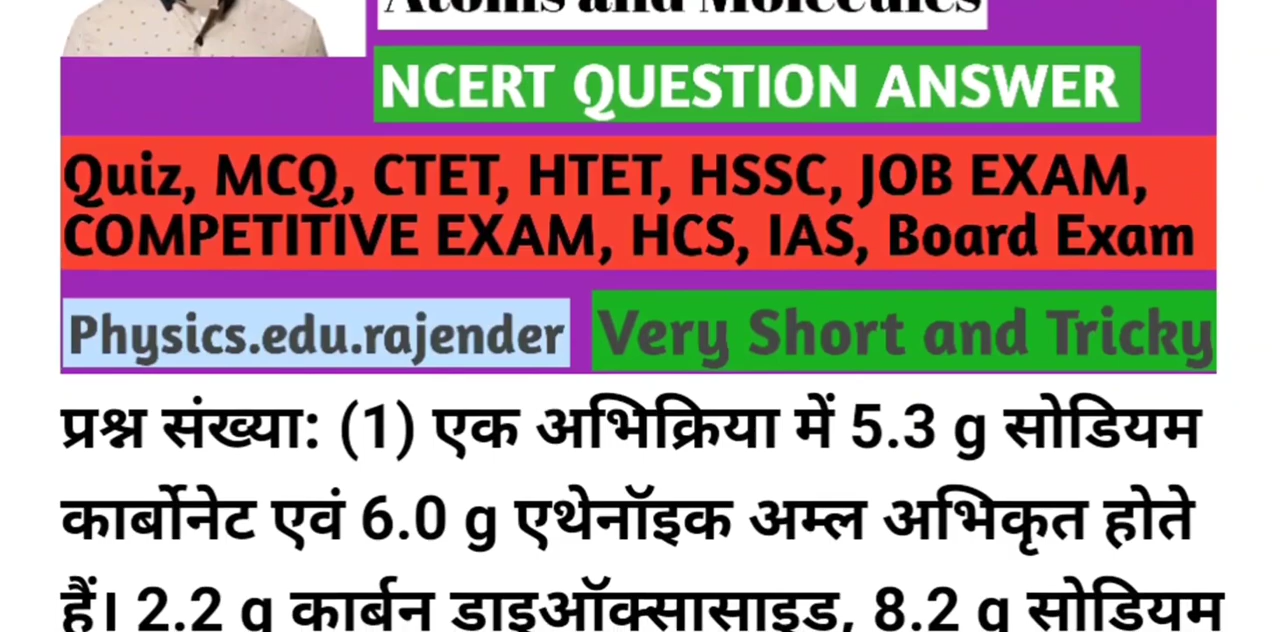 Atoms and Molecules
NCERT QUESTION ANSWER
Quiz, MCQ, CTET, HTET, HSSC, JOB EXAM,
COMPETITIVE EXAM, HCS, IAS, Board Exam
Physics.edu.rajender Very Short and Tricky
प्रश्न संख्या: (1) एक अभिक्रिया में 5.3 g सोडियम
कार्बोनेट एवं 6.0 g एथेनॉइक अम्ल अभिकृत होते
हैं। 2.2 g कार्बन डाइऑक्सासाइड, 8.2 g सोडियम